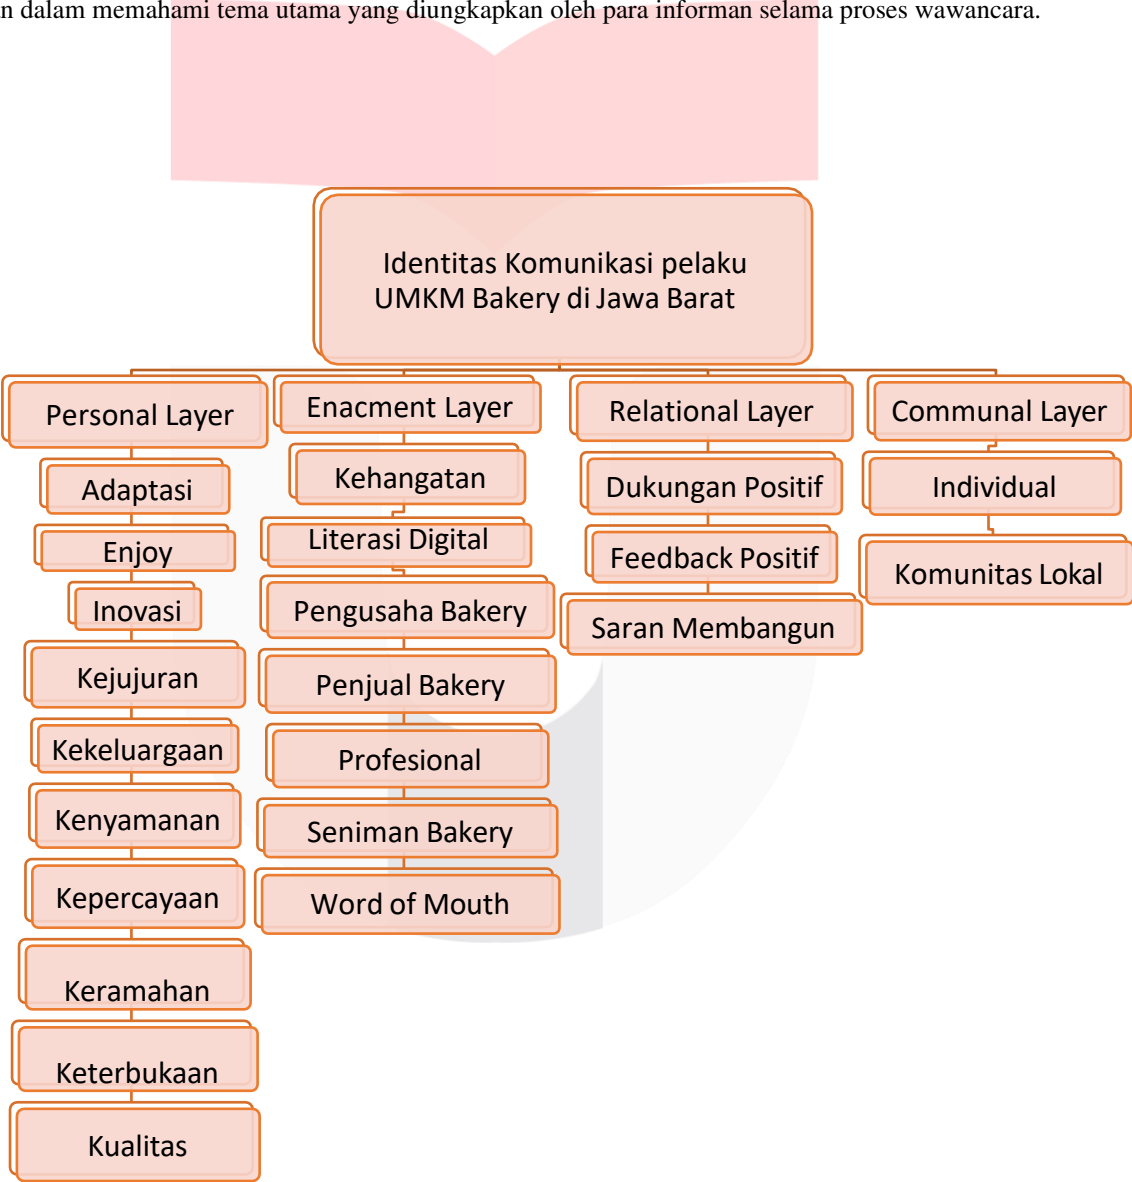 n dalam memahami tema utama yang diungkapkan oleh para informan selama proses wawancara.
Identitas Komunikasi pelaku
UMKM Bakery di Jawa Barat
Personal Layer
Adaptasi
Enjoy
Inovasi
Kejujuran
Kekeluargaan
Kenyamanan
Kepercayaan
Keramahan
Keterbukaan
Kualitas
Enacment Layer
Kehangatan
Literasi Digital
Pengusaha Bakery
Penjual Bakery
Profesional
Seniman Bakery
Word of Mouth
Relational Layer
Dukungan Positif
Feedback Positif
Saran Membangun
Communal Layer
Individual
Komunitas Lokal